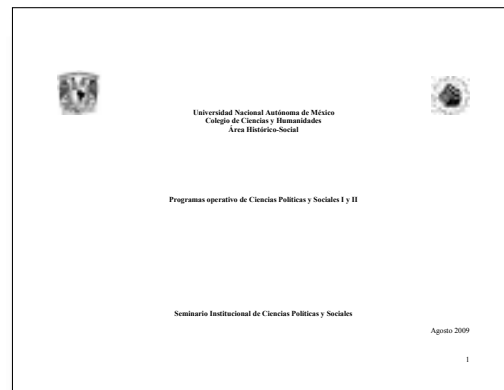 Universidad Nacional Autónoma de México
Colegio de Ciencias y Humanidades
Área Histórico-Social
Programas operativo de Ciencias Políticas y Sociales I y II
Seminario Institucional de Ciencias Políticas y Sociales
Agosto 2009
1